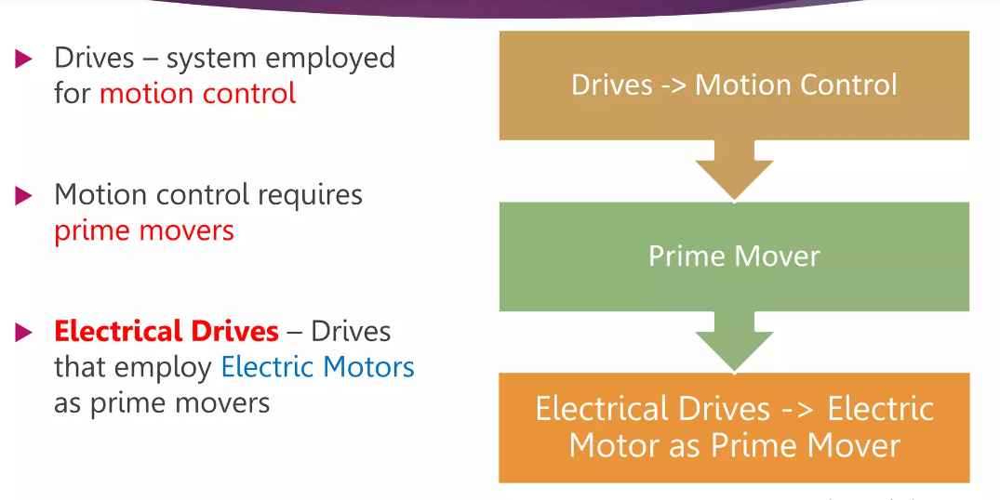 Drives – system employed
for motion control
Motion control requires
prime movers
Electrical Drives – Drives
that employ Electric Motors
as prime movers
Drives -> Motion Control
Prime Mover
Electrical Drives -> Electric
Motor as Prime Mover